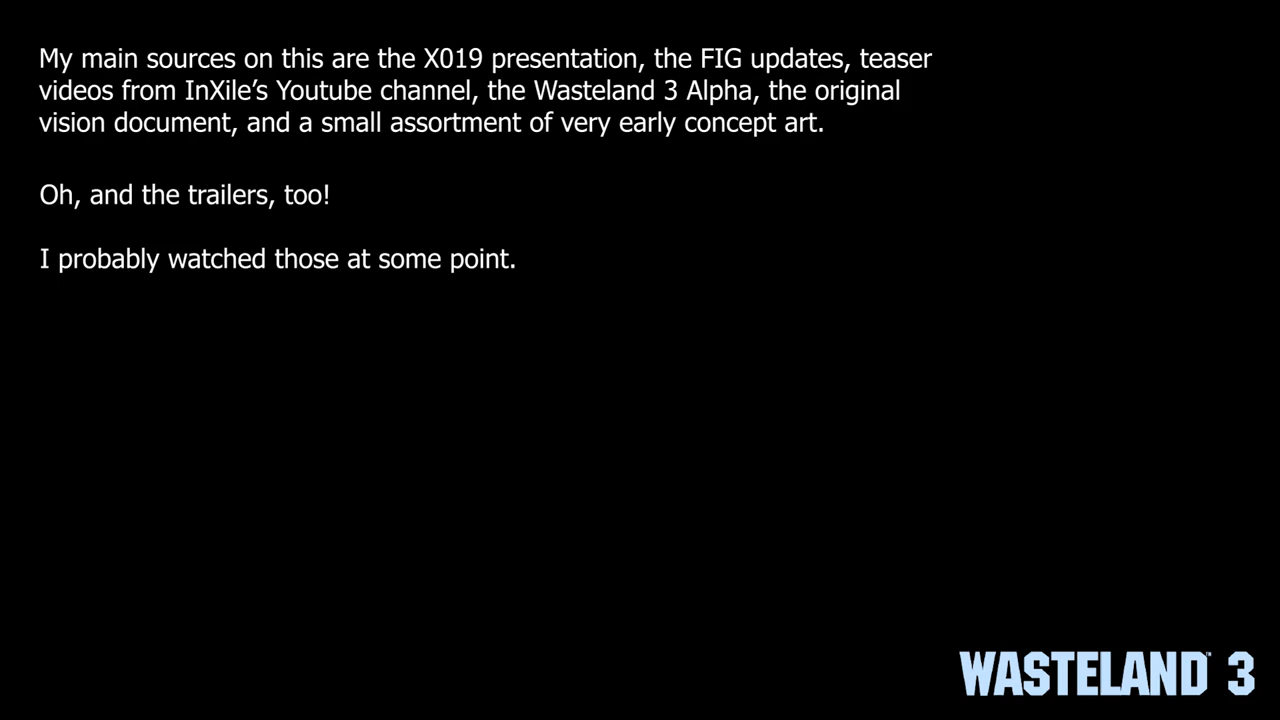 My main sources on this are the X019 presentation, the FIG updates, teaser
videos from InXile’s Youtube channel, the Wasteland 3 Alpha, the original
vision document, and a small assortment of very early concept art.
Oh, and the trailers, too!
I probably watched those at some point.
WASTELAND™ 3